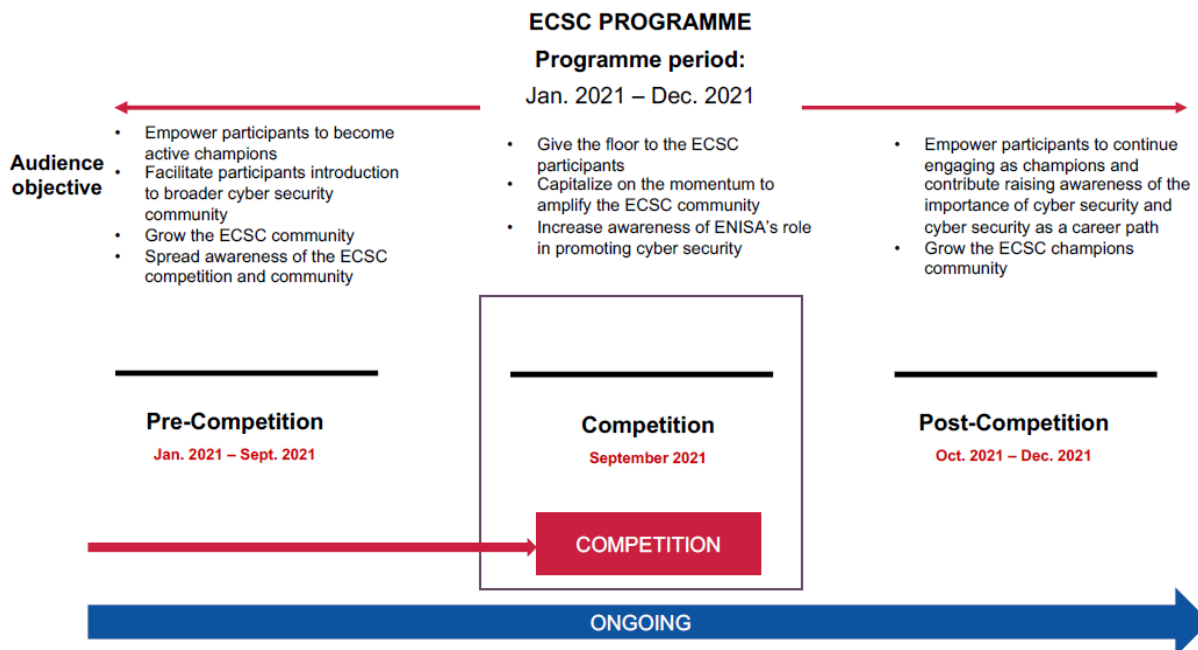 ECSC PROGRAMME
Programme period:
Jan. 2021 – Dec. 2021
Audience
objective
• Empower participants to become
active champions
• Facilitate participants introduction
to broader cyber security
community
• Grow the ECSC community
• Spread awareness of the ECSC
competition and community
• Give the floor to the ECSC
participants
• Capitalize on the momentum to
amplify the ECSC community
• Increase awareness of ENISA's role
in promoting cyber security
• Empower participants to continue
engaging as champions and
contribute raising awareness of the
importance of cyber security and
cyber security as a career path
• Grow the ECSC champions
community
Pre-Competition
Jan. 2021 – Sept. 2021
Competition
September 2021
Post-Competition
Oct. 2021 – Dec. 2021
COMPETITION
ONGOING